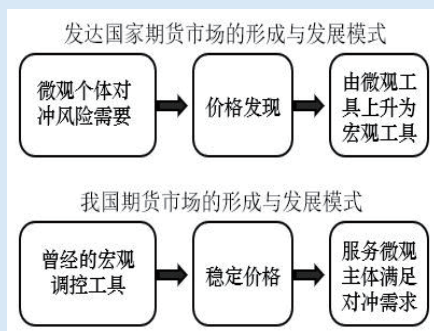 发达国家期货市场的形成与发展模式
微观个体对
冲风险需要
价格发现
由微观工
具上升为
宏观工具
我国期货市场的形成与发展模式
曾经的宏观
调控工具
稳定价格
服务微观
主体满足
对冲需求